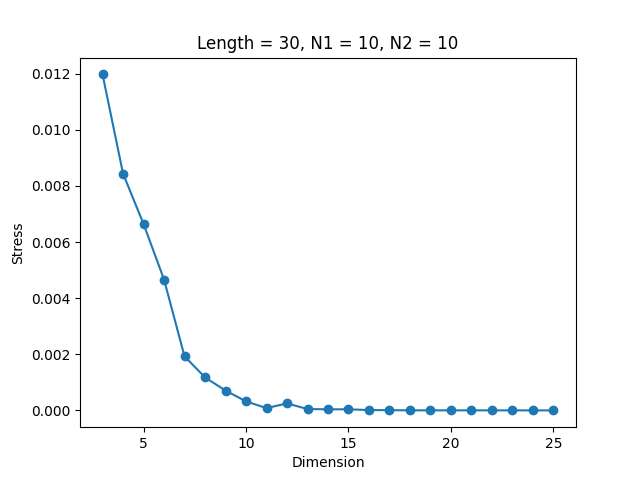 Length = 30, N1 = 10, N2 = 10
0.012
0.010
0.008
0.006
0.004
0.002
0.000
Stress
5 10 15 20 25
Dimension